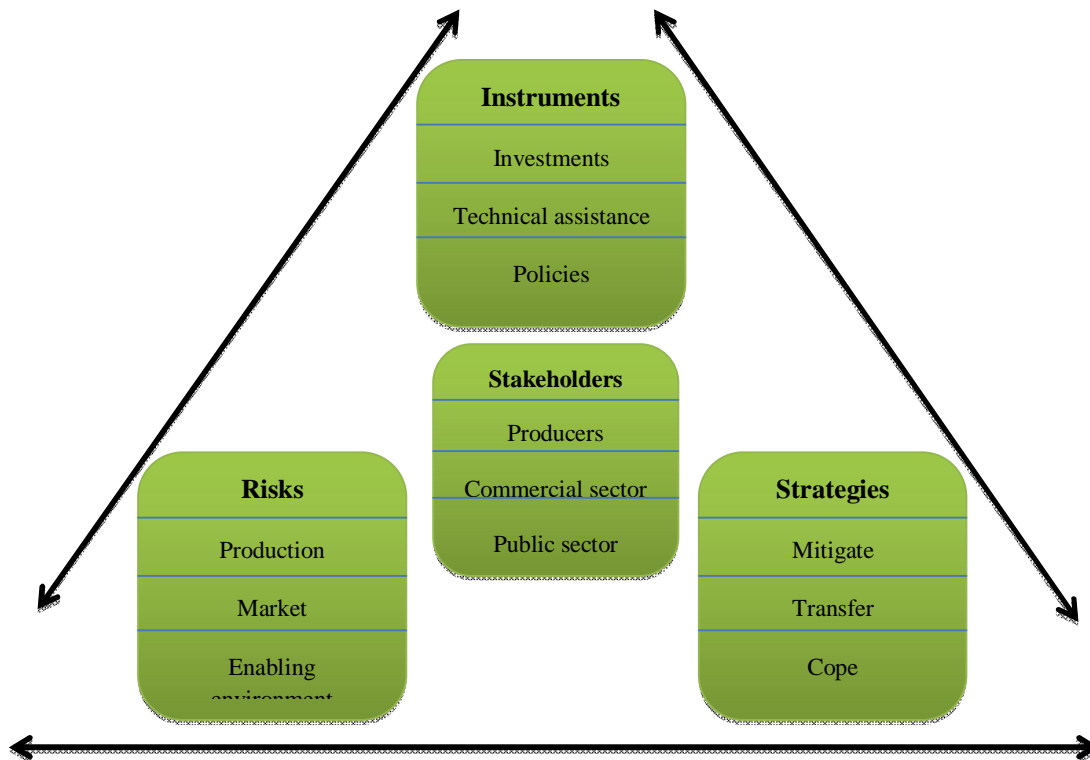 Instruments
Investments
Technical assistance
Policies
Stakeholders
Producers
Commercial sector
Public sector
Risks
Production
Market
Enabling
environment
Strategies
Mitigate
Transfer
Cope